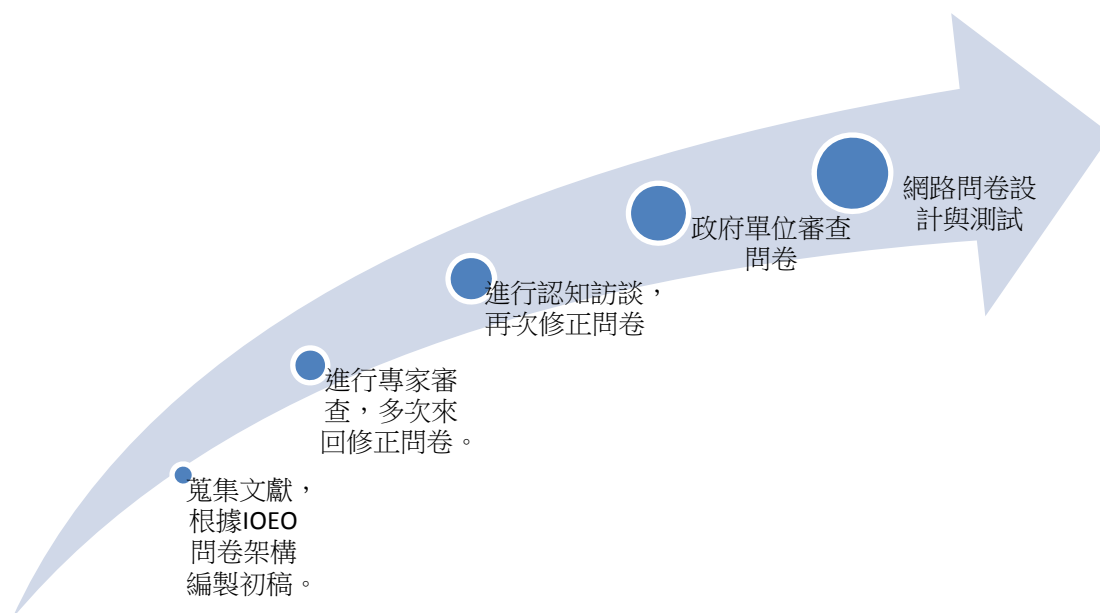 蒐集文獻，
根據IOEO
問卷架構
編製初稿。
進行專家審
查，多次來
回修正問卷。
進行認知訪談，
再次修正問卷
政府單位審查
問卷
網路問卷設
計與測試